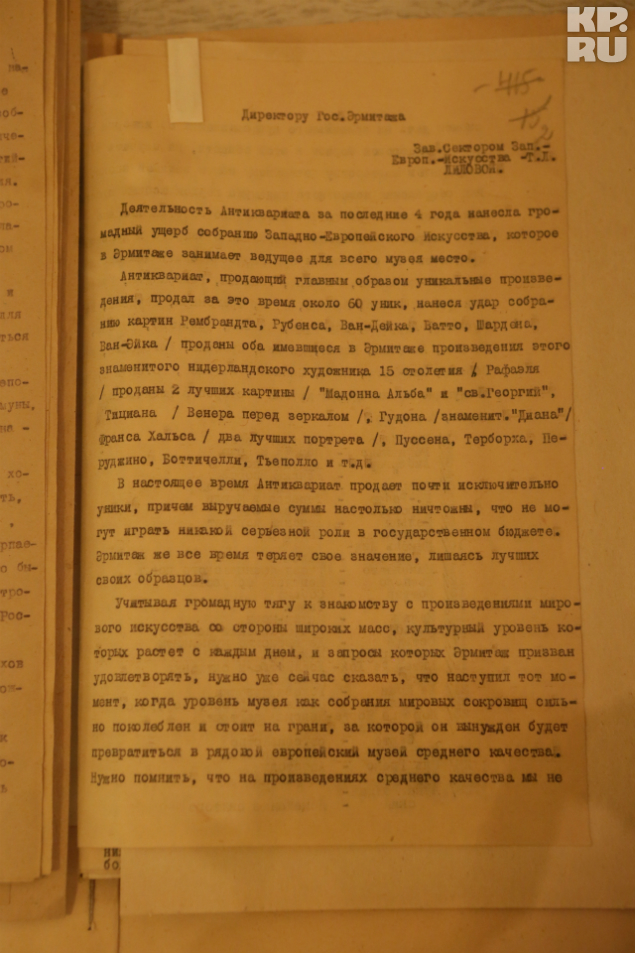 KP.
RU
- 415
Директору Гос.Эрмитажа
Зав.Сектором Зап.-
Европ.-искусства -Т.Л.
ЛИЛОВОЙ.
Деятельность Антиквариата за последние 4 года нанесла гро-
мадный ущерб собранию Западно-Европейского Искусства, которое
в Эрмитаже занимает ведущее для всего музея место.
Антиквариат, продающий главным образом уникальные произве-
дения, продал за это время около 60 уник, нанеся удар собра-
нию картин Рембрандта, Рубенса, Ван-Дейка, Ватто, Шардена,
Ван-Эйка / проданы оба имевшиеся в Эрмитаже произведения этого
знаменитого нидерландского художника 15 столетия /, Рафаэля
/ проданы 2 лучших картины / "Мадонна Альба" и "св.Георгий",
Тициана / Венера перед зеркалом /, Гудона /знаменит."Диана"/
Франса Хальса / два лучших портрета /, Пуссена, Терборха, Пе-
руджино, Боттичелли, Тьеполло и т.д.
В настоящее время Антиквариат продает почти исключительно
уники, причем выручаемые суммы настолько ничтожны, что не мо-
гут играть никакой серьезной роли в государственном бюджете.
Эрмитаж же все время теряет свое значение, лишаясь лучших
своих образцов.
Учитывая громадную тягу к знакомству с произведениями миро-
вого искусства со стороны широких масс, культурный уровень ко-
торых растет с каждым днем, и запросы которых Эрмитаж призван
удовлетворять, нужно уже сейчас сказать, что наступил тот мо-
мент, когда уровень музея как собрания мировых сокровищ силь-
но поколеблен и стоит на грани, за которой он вынужден будет
превратиться в рядовой европейский музей среднего качества.
Нужно помнить, что на произведениях среднего качества мы не